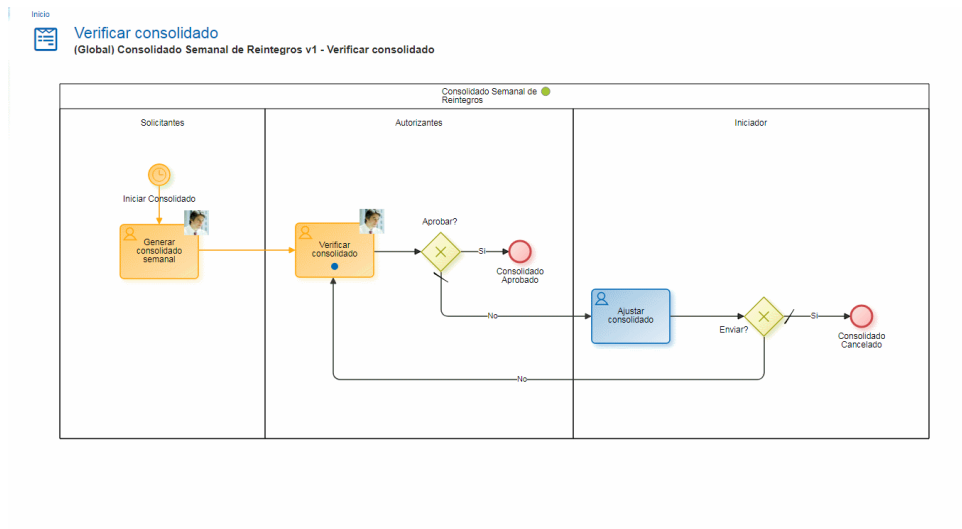 Inicio
Verificar consolidado
(Global) Consolidado Semanal de Reintegros v1 - Verificar consolidado
Consolidado Semanal de
Reintegros
Solicitantes
Autorizantes
Iniciador
Iniciar Consolidado
Generar
consolidado
semanal
Verificar
consolidado
Aprobar?
Si
Consolidado
Aprobado
No
Ajustar
consolidado
Enviar?
Si
Consolidado
Cancelado
No